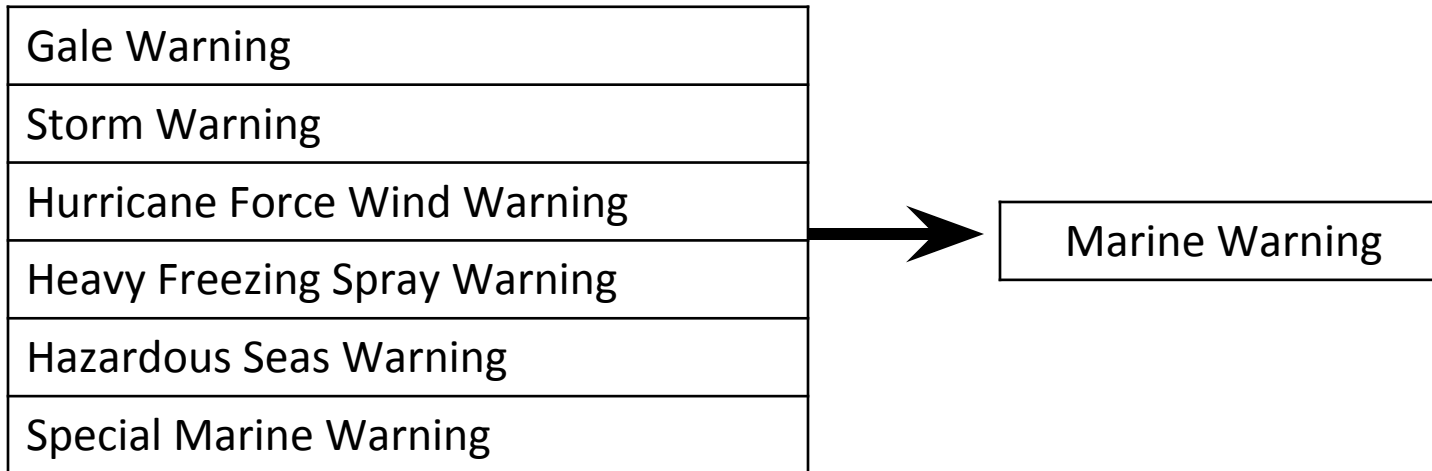 Gale Warning
Storm Warning
Hurricane Force Wind Warning
Heavy Freezing Spray Warning
Hazardous Seas Warning
Special Marine Warning
Marine Warning